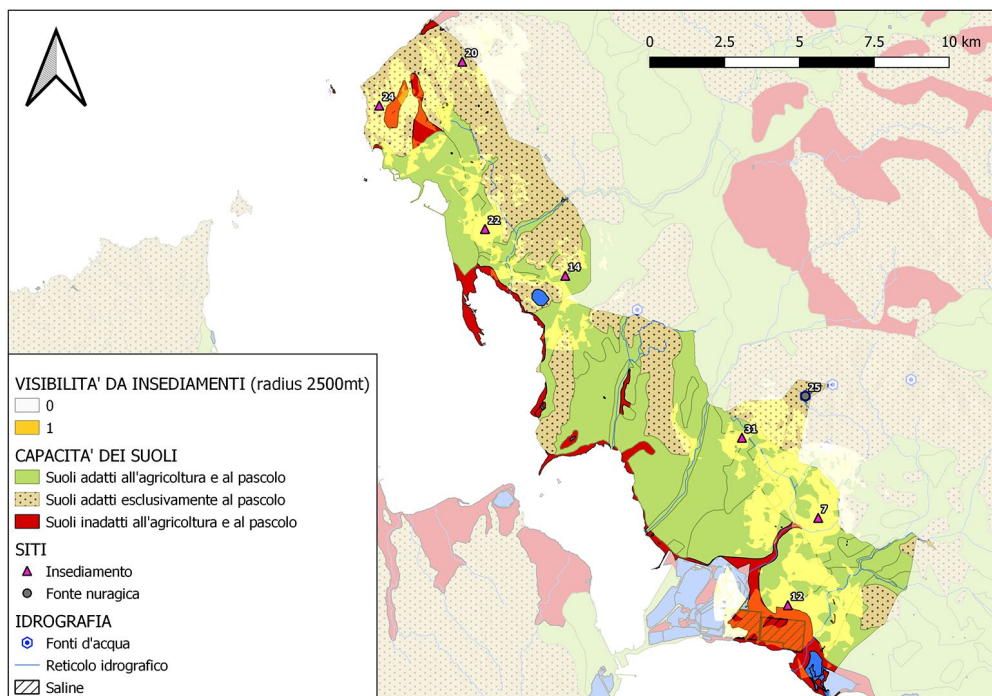 0 2.5 5 7.5 10 km
20
24
22
14
25
31
7
12
VISIBILITA' DA INSEDIAMENTI (radius 2500mt)
0
1
CAPACITA' DEI SUOLI
Suoli adatti all'agricoltura e al pascolo
Suoli adatti esclusivamente al pascolo
Suoli inadatti all'agricoltura e al pascolo
SITI
Insediamento
Fonte nuragica
IDROGRAFIA
Fonti d'acqua
Reticolo idrografico
Saline